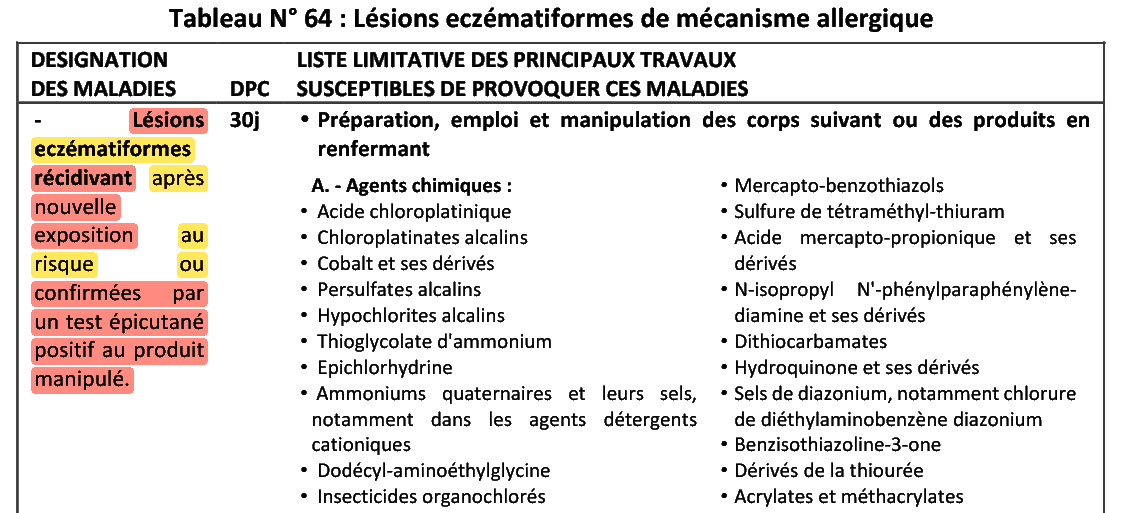 Tableau N° 64 : Lésions eczématiformes de mécanisme allergique
DESIGNATION
DES MALADIES
DPC
LISTE LIMITATIVE DES PRINCIPAUX TRAVAUX
SUSCEPTIBLES DE PROVOQUER CES MALADIES
- Lésions
eczématiformes
récidivant après
nouvelle
exposition au
risque ou
confirmées par
un test épicutané
positif au produit
manipulé.
30j
• Préparation, emploi et manipulation des corps suivant ou des produits en
renfermant
A. - Agents chimiques :
• Acide chloroplatinique
• Chloroplatinates alcalins
• Cobalt et ses dérivés
• Persulfates alcalins
• Hypochlorites alcalins
• Thioglycolate d'ammonium
• Epichlorhydrine
• Ammoniums quaternaires et leurs sels,
notamment dans les agents détergents
cationiques
• Dodécyl-aminoéthylglycine
• Insecticides organochlorés
• Mercapto-benzothiazols
• Sulfure de tétraméthyl-thiuram
• Acide mercapto-propionique et ses
dérivés
• N-isopropyl N'-phénylparaphénylène-
diamine et ses dérivés
• Dithiocarbamates
• Hydroquinone et ses dérivés
• Sels de diazonium, notamment chlorure
de diéthylaminobenzène diazonium
• Benzisothiazoline-3-one
• Dérivés de la thiourée
• Acrylates et méthacrylates